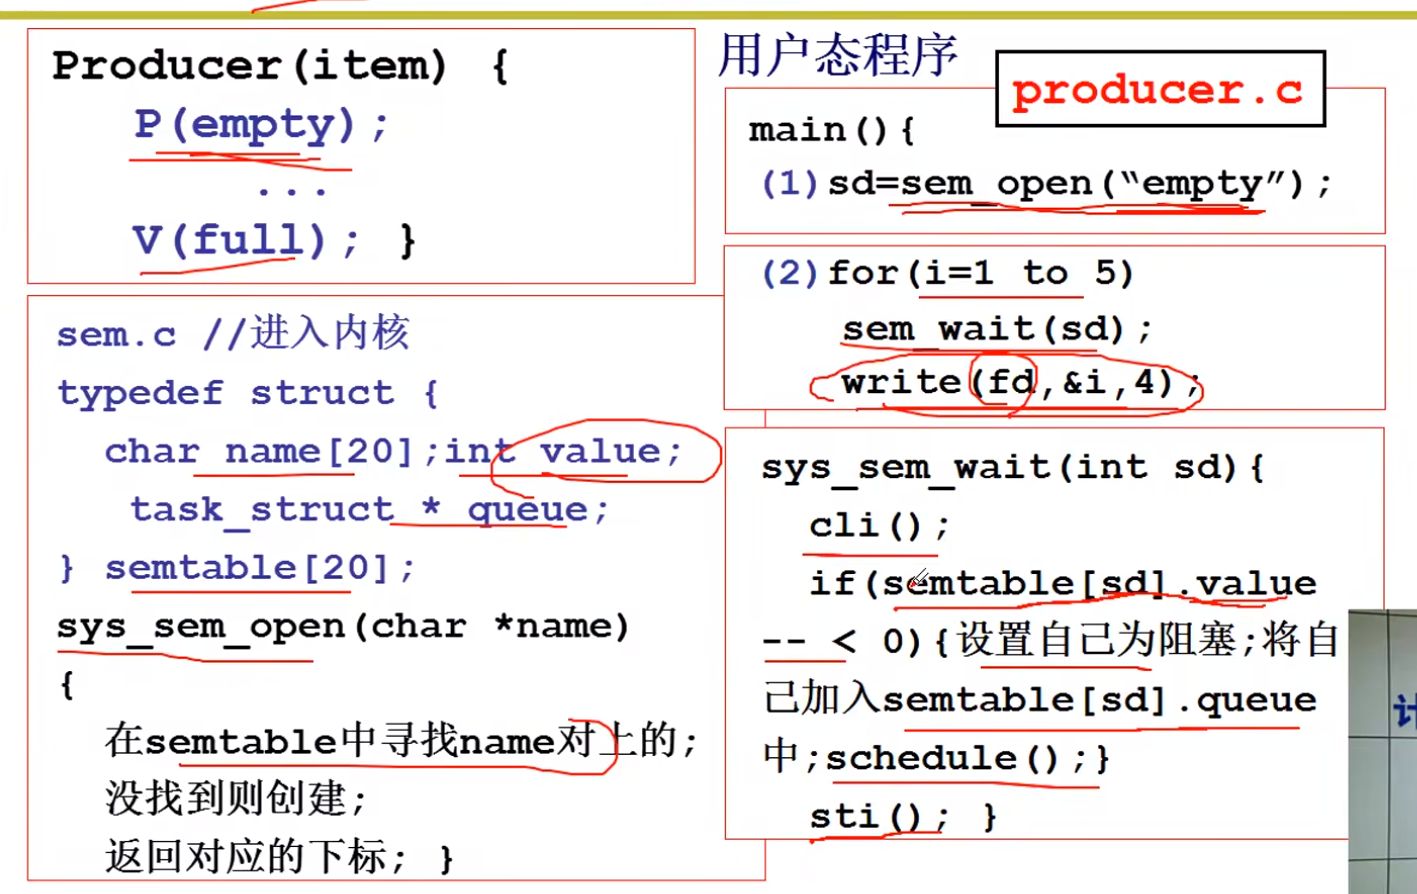 Producer(item) {
P(empty);
...
V(full); }
sem.c //进入内核
typedef struct {
char name[20];int value;
task_struct * queue;
} semtable[20];
sys_sem_open(char *name)
{
在semtable中寻找name对上的;
没找到则创建;
返回对应的下标; }
用户态程序
producer.c
main(){
(1)sd=sem_open(“empty”);
(2)for(i=1 to 5)
sem_wait(sd);
write(fd,&i,4);
sys_sem_wait(int sd){
cli();
if(semtable[sd].value
-- < 0){设置自己为阻塞;将自
己加入semtable[sd].queue
中;schedule();}
sti(); }
计